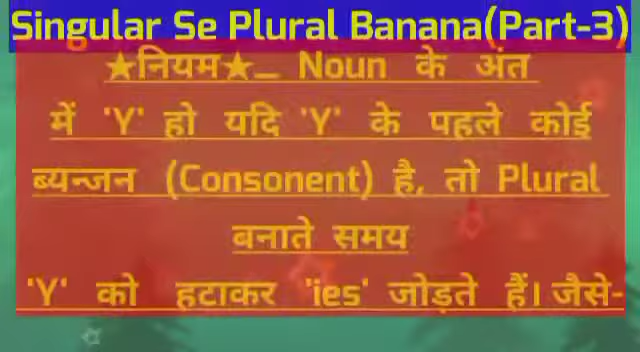 Singular Se Plural Banana(Part-3)
★नियम★_ Noun के अंत
में 'Y' हो यदि 'Y' के पहले कोई
ब्यन्जन (Consonent) है, तो Plural
बनाते समय
'Y' को हटाकर 'ies' जोड़ते हैं। जैसे-